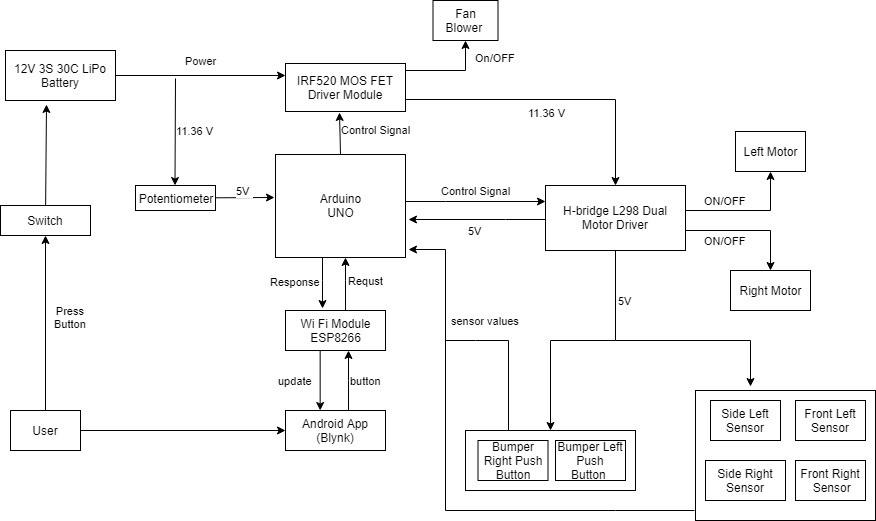 Fan
Blower
12V 3S 30C LiPo
Battery
Power
On/OFF
IRF520 MOS FET
Driver Module
11.36 V
11.36 V
Control Signal
Left Motor
Potentiometer
5V
Arduino
UNO
Control Signal
H-bridge L298 Dual
Motor Driver
ON/OFF
Switch
5V
ON/OFF
Response
Requst
Right Motor
5V
Press
Button
Wi Fi Module
ESP8266
sensor values
update
button
User
Android App
(Blynk)
Bumper
Right Push
Button
Bumper Left
Push
Button
Side Left
Sensor
Front Left
Sensor
Side Right
Sensor
Front Right
Sensor